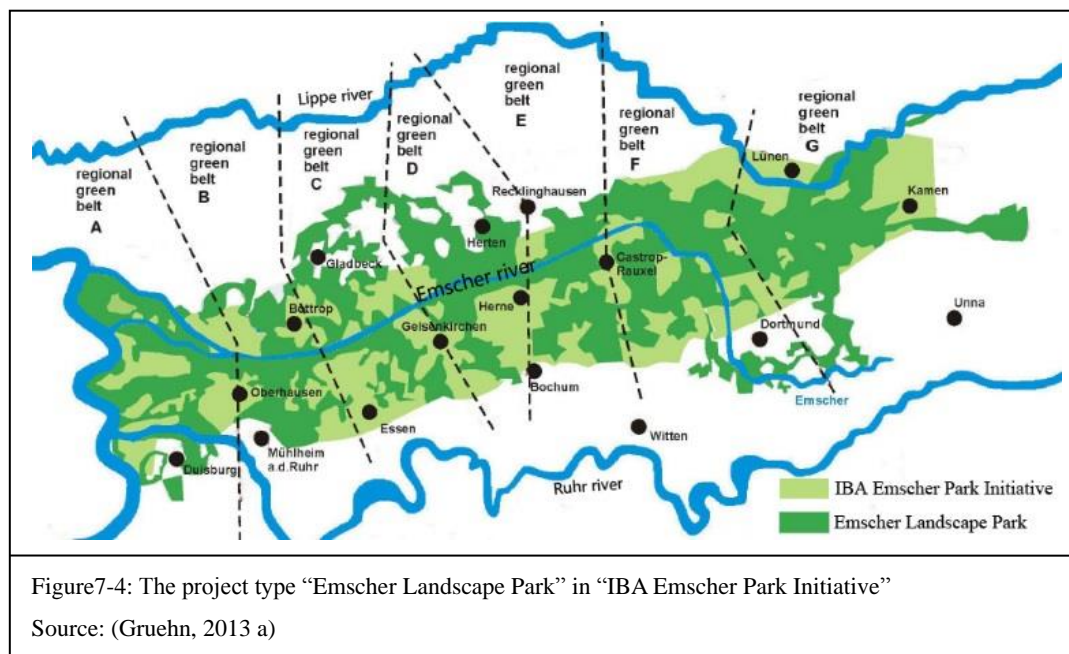 Lippe river
regional
green
belt
A
regional
green
belt
B
regional
green
belt
C
regional
green
belt
D
regional
green
belt
E
regional
green
belt
F
regional
green
belt
G
Lünen
Kamen
Recklinghausen
Herten
Gladbeck
Emscher river
Castrop-
Rauxel
Herne
Bottrop
Gelsenkirchen
Unna
Dortmund
Bochum
Oberhausen
Emscher
Essen
Witten
Mühlheim
a.d.Ruhr
Duisburg
Ruhr river
IBA Emscher Park Initiative
Emscher Landscape Park
Figure7-4: The project type “Emscher Landscape Park” in “IBA Emscher Park Initiative”
Source: (Gruehn, 2013 a)